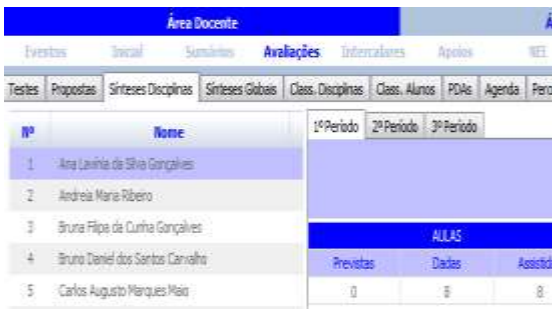 Área Docente
Eventos Inicial Sumários Avaliações Intercalares Apoios NEE
Testes Propostas Sínteses Disciplinas Sínteses Globais Class. Disciplinas Class. Alunos PDAs Agenda
Nº Nome
1º Período 2º Período 3º Período
1 Ana Lavínia da Silva Gonçalves
2 Andreia Maria Ribeiro
3 Bruna Filipa da Cunha Gonçalves
4 Bruno Daniel dos Santos Carvalho
5 Carlos Augusto Marques Maio
AULAS
Previstas Dadas
0 8 8